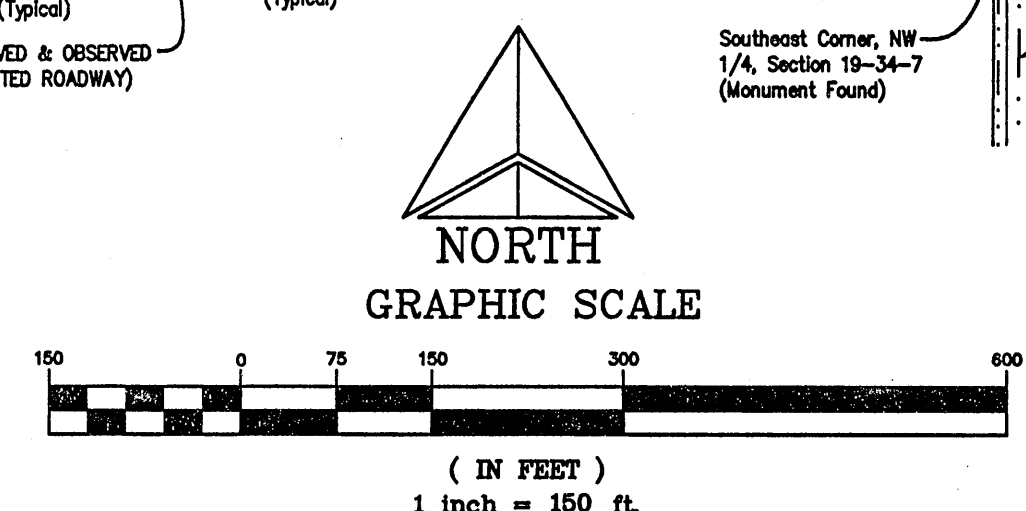 (Typical)
(Typical)
VED & OBSERVED
TED ROADWAY)
Southeast Corner, NW
1/4, Section 19-34-7
(Monument Found)
NORTH
GRAPHIC SCALE
150 0 75 150 300 600
( IN FEET )
1 inch = 150 ft.